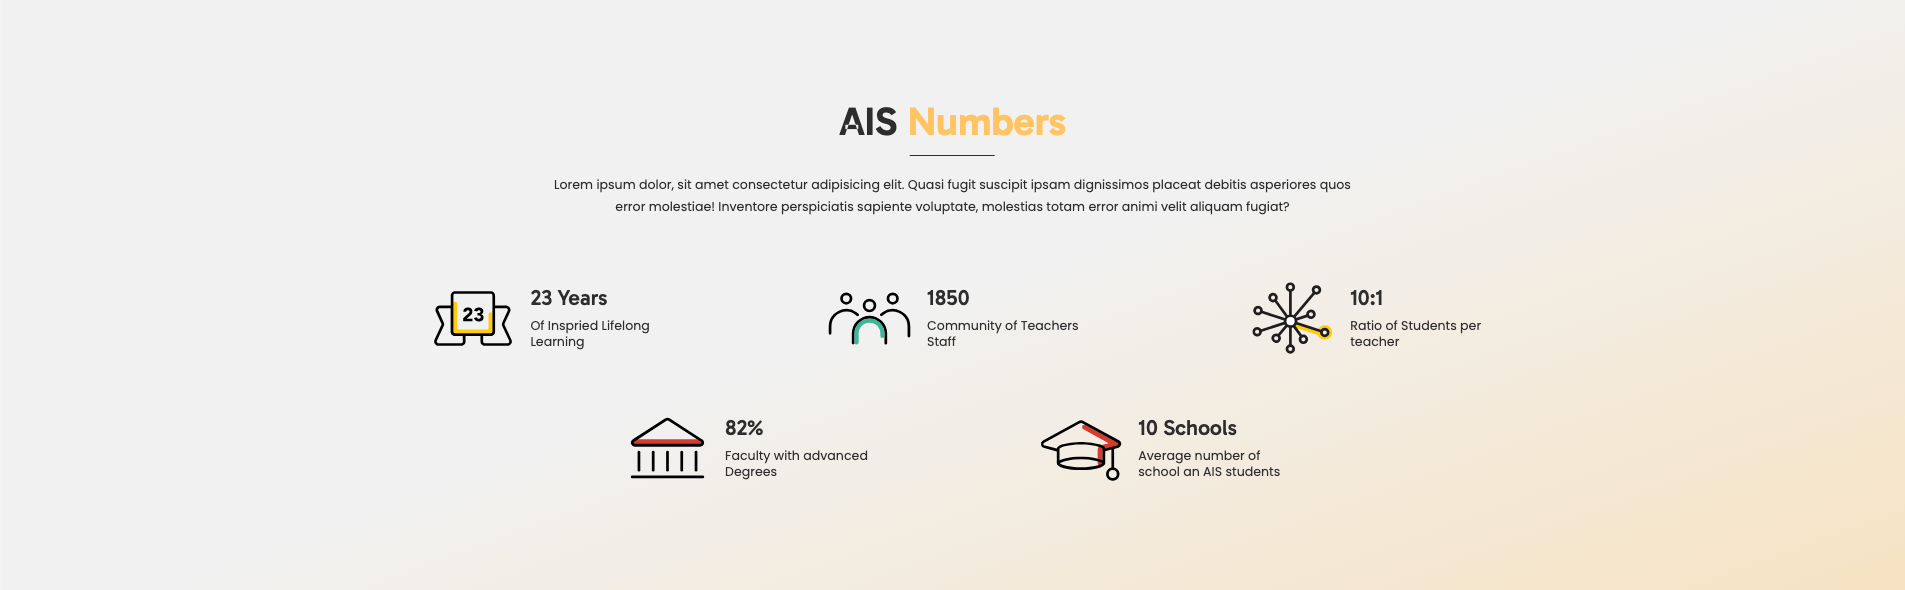 AIS Numbers
Lorem ipsum dolor, sit amet consectetur adipisicing elit. Quasi fugit suscipit ipsam dignissimos placeat debitis asperiores quos
error molestiae! Inventore perspiciatis sapiente voluptate, molestias totam error animi velit aliquam fugiat?
23
23 Years
Of Inspried Lifelong
Learning
1850
Community of Teachers
Staff
10:1
Ratio of Students per
teacher
82%
Faculty with advanced
Degrees
10 Schools
Average number of
school an AIS students